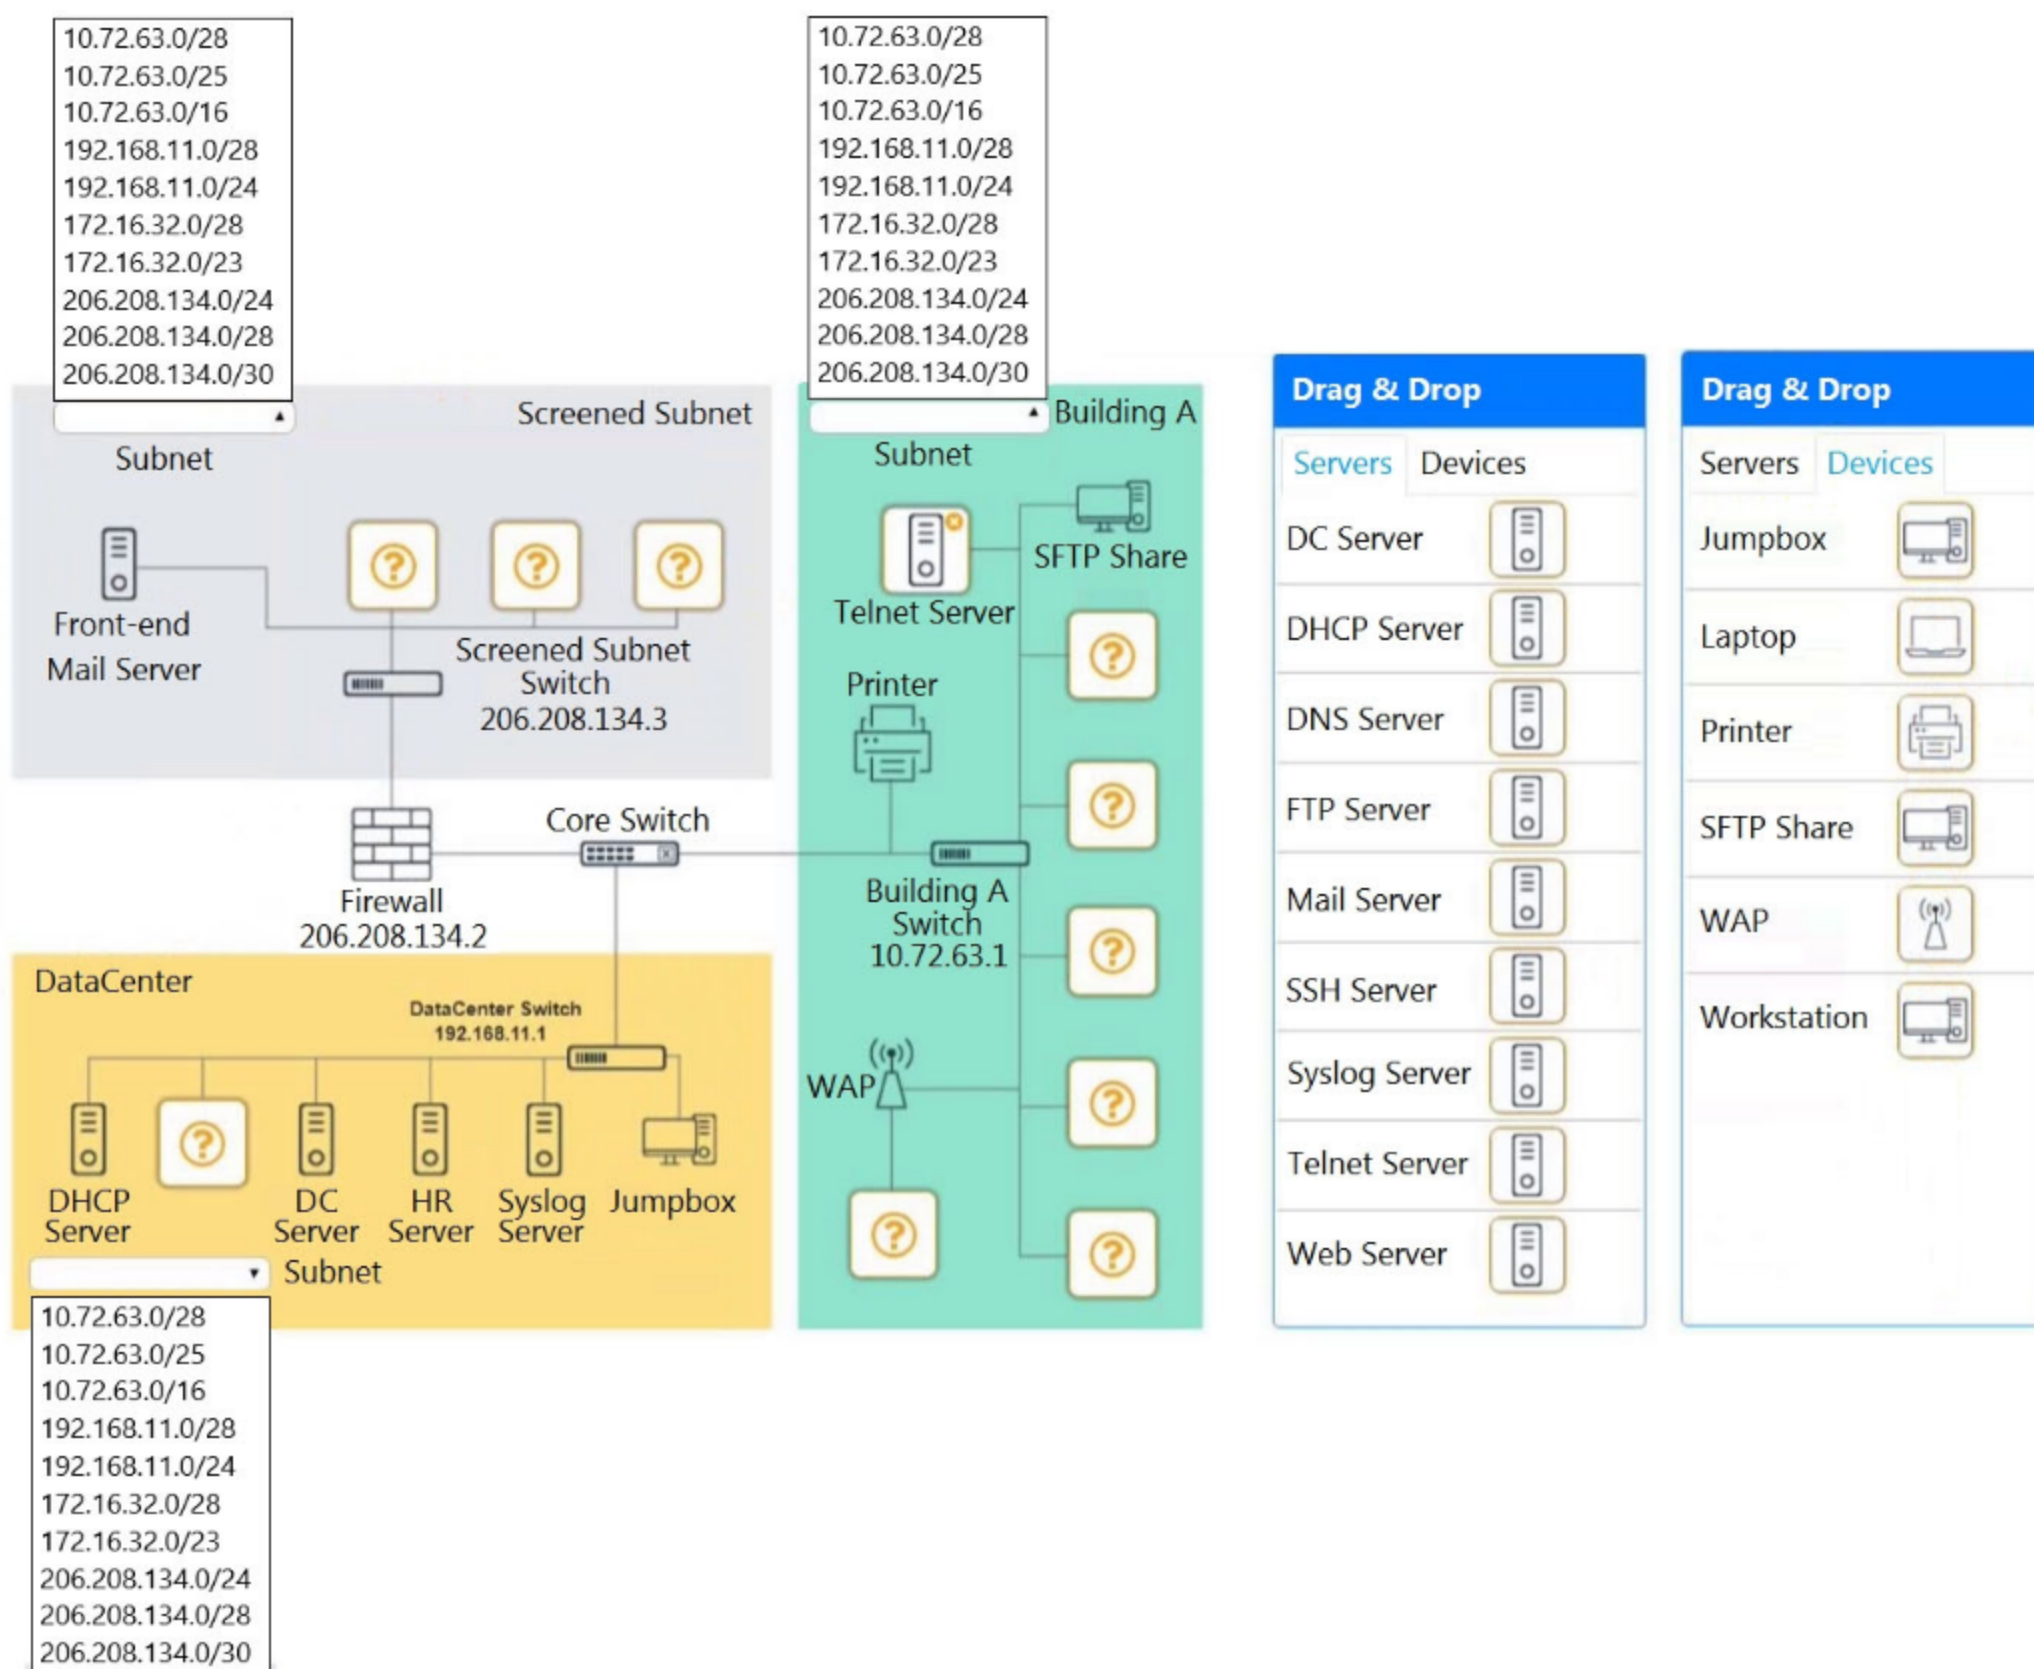 10.72.63.0/28
10.72.63.0/25
10.72.63.0/16
192.168.11.0/28
192.168.11.0/24
172.16.32.0/28
172.16.32.0/23
206.208.134.0/24
206.208.134.0/28
206.208.134.0/30
Subnet
Screened Subnet
Front-end
Mail Server
?
?
?
Screened Subnet
Switch
206.208.134.3
10.72.63.0/28
10.72.63.0/25
10.72.63.0/16
192.168.11.0/28
192.168.11.0/24
172.16.32.0/28
172.16.32.0/23
206.208.134.0/24
206.208.134.0/28
206.208.134.0/30
Building A
Subnet
SFTP Share
Telnet Server
?
Printer
?
Core Switch
Firewall
206.208.134.2
Building A
Switch
10.72.63.1
?
WAP
?
?
?
DataCenter
DataCenter Switch
192.168.11.1
?
DHCP
Server
DC
Server
HR
Server
Syslog
Server
Jumpbox
Subnet
10.72.63.0/28
10.72.63.0/25
10.72.63.0/16
192.168.11.0/28
192.168.11.0/24
172.16.32.0/28
172.16.32.0/23
206.208.134.0/24
206.208.134.0/28
206.208.134.0/30
Drag & Drop
Servers Devices
DC Server
DHCP Server
DNS Server
FTP Server
Mail Server
SSH Server
Syslog Server
Telnet Server
Web Server
Drag & Drop
Servers Devices
Jumpbox
Laptop
Printer
SFTP Share
WAP
Workstation